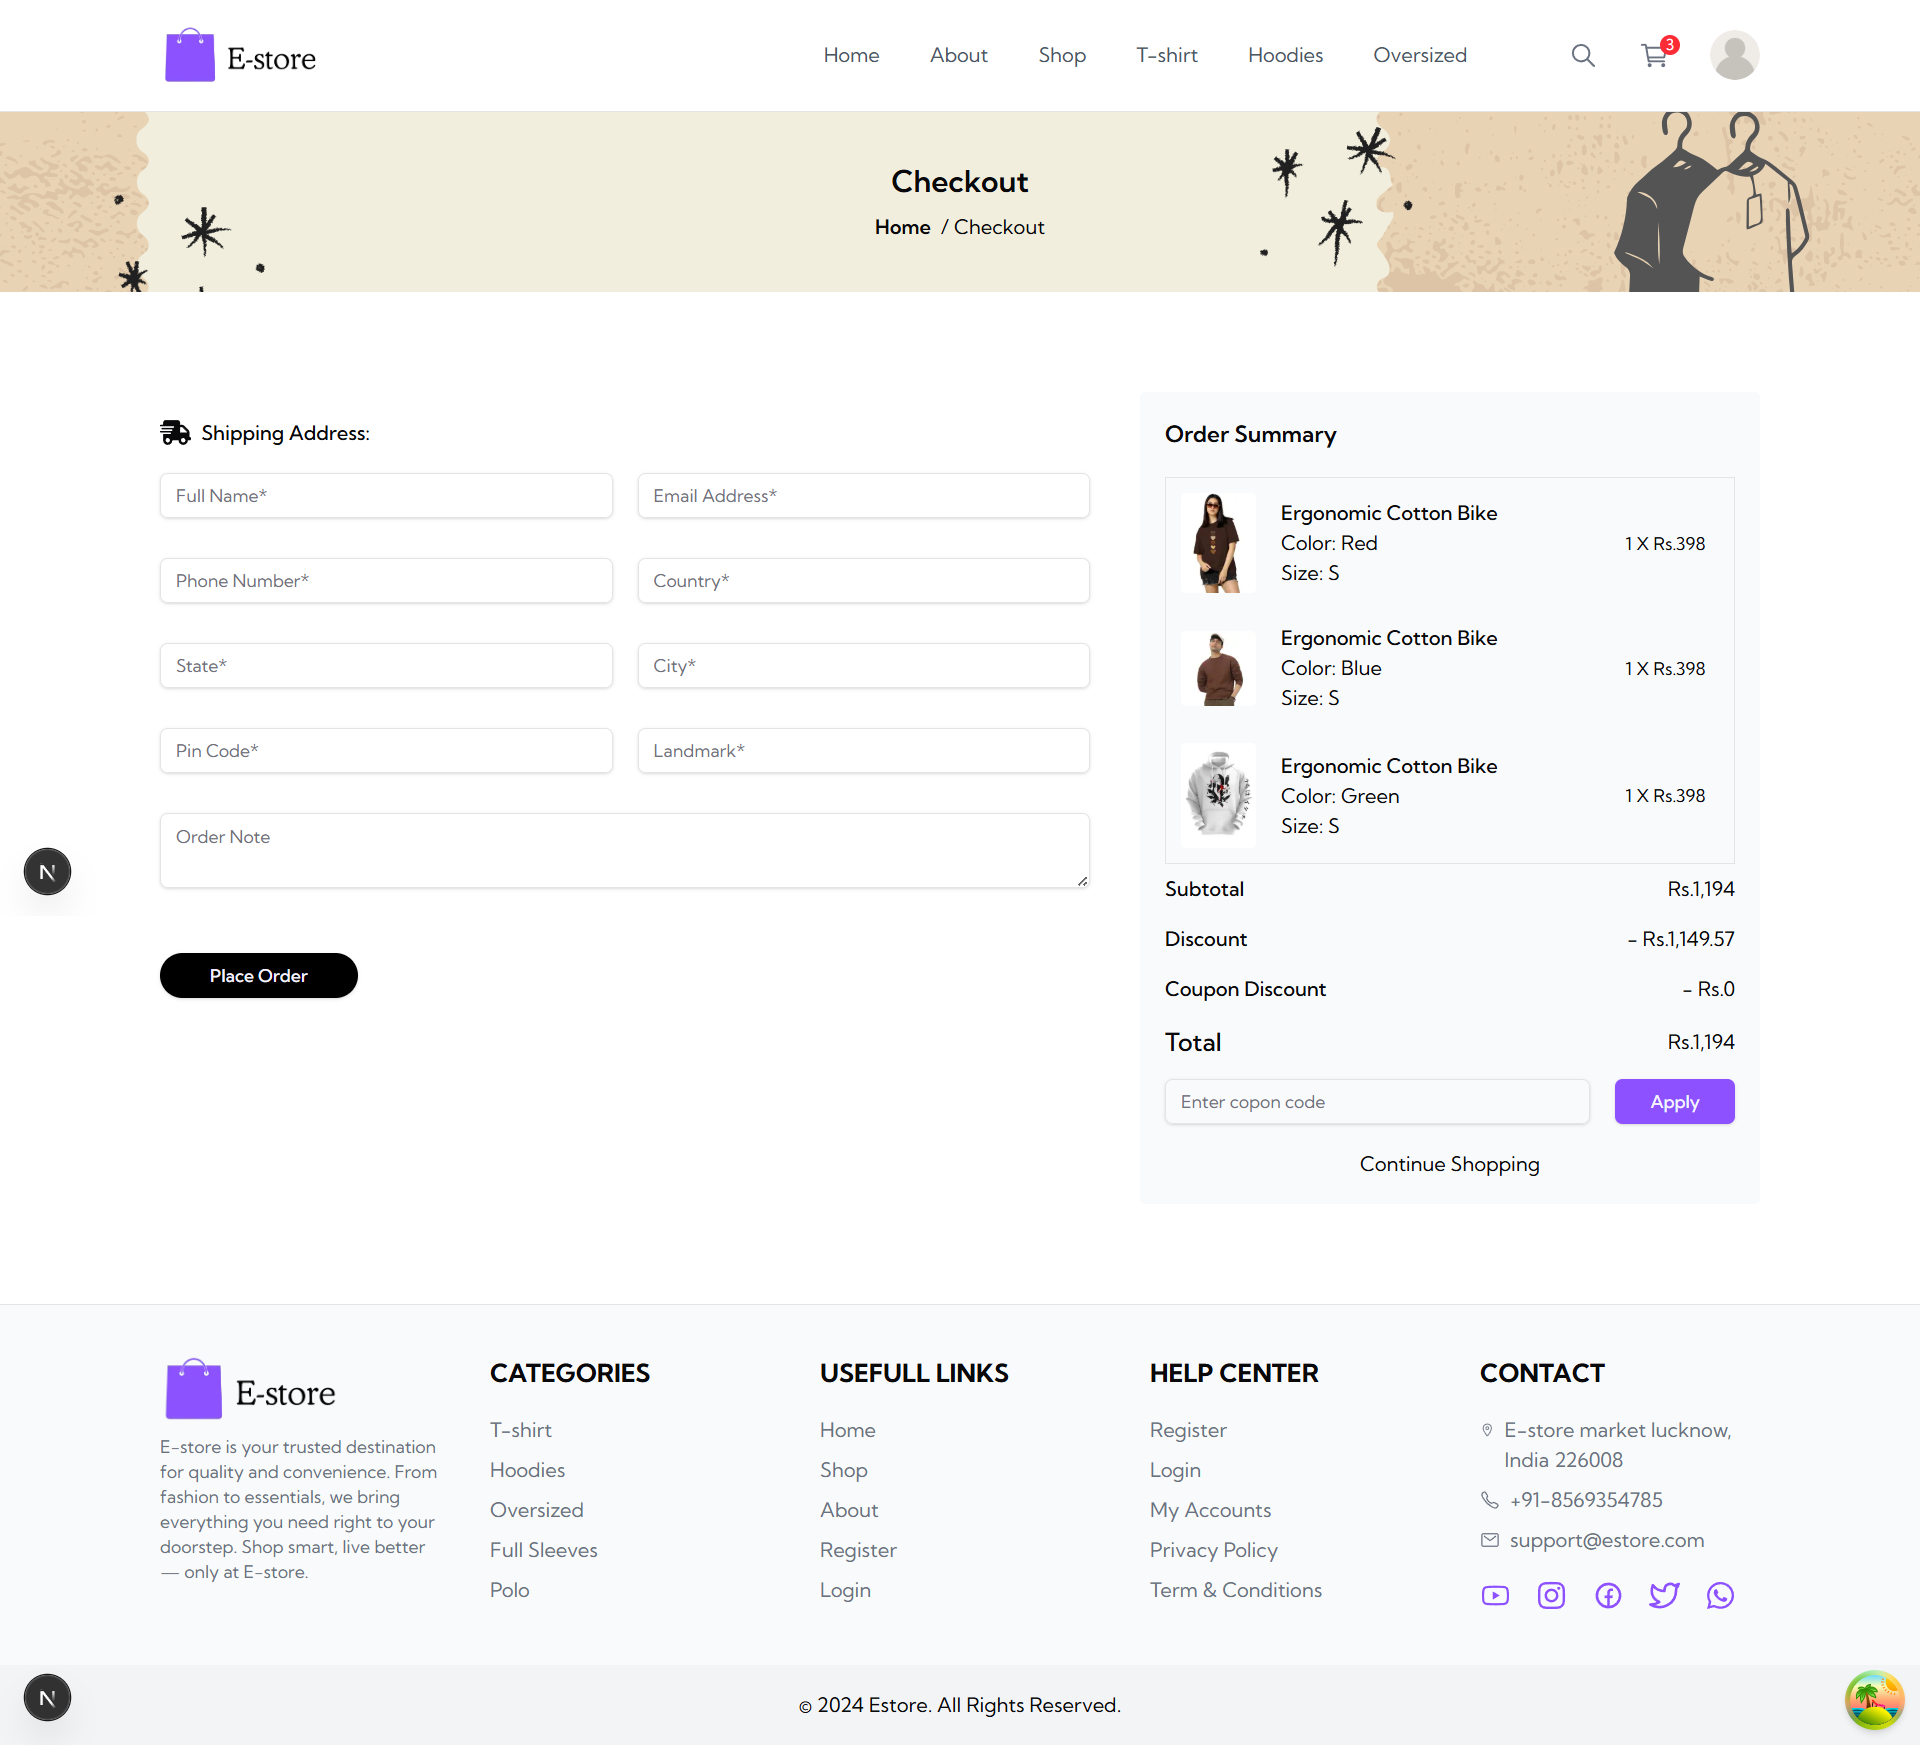 E-store
Home
About
Shop
T-shirt
Hoodies
Oversized
3
Checkout
Home / Checkout
Shipping Address:
Full Name*
Email Address*
Phone Number*
Country*
State*
City*
Pin Code*
Landmark*
Order Note
Place Order
Order Summary
Ergonomic Cotton Bike
Color: Red
Size: S
1 X Rs.398
Ergonomic Cotton Bike
Color: Blue
Size: S
1 X Rs.398
Ergonomic Cotton Bike
Color: Green
Size: S
1 X Rs.398
Subtotal
Rs.1,194
Discount
- Rs.1,149.57
Coupon Discount
- Rs.0
Total
Rs.1,194
Enter copon code
Apply
Continue Shopping
N
E-store
E-store is your trusted destination
for quality and convenience. From
fashion to essentials, we bring
everything you need right to your
doorstep. Shop smart, live better
— only at E-store.
CATEGORIES
T-shirt
Hoodies
Oversized
Full Sleeves
Polo
USEFULL LINKS
Home
Shop
About
Register
Login
HELP CENTER
Register
Login
My Accounts
Privacy Policy
Term & Conditions
CONTACT
E-store market lucknow,
India 226008
+91-8569354785
support@estore.com
N
© 2024 Estore. All Rights Reserved.